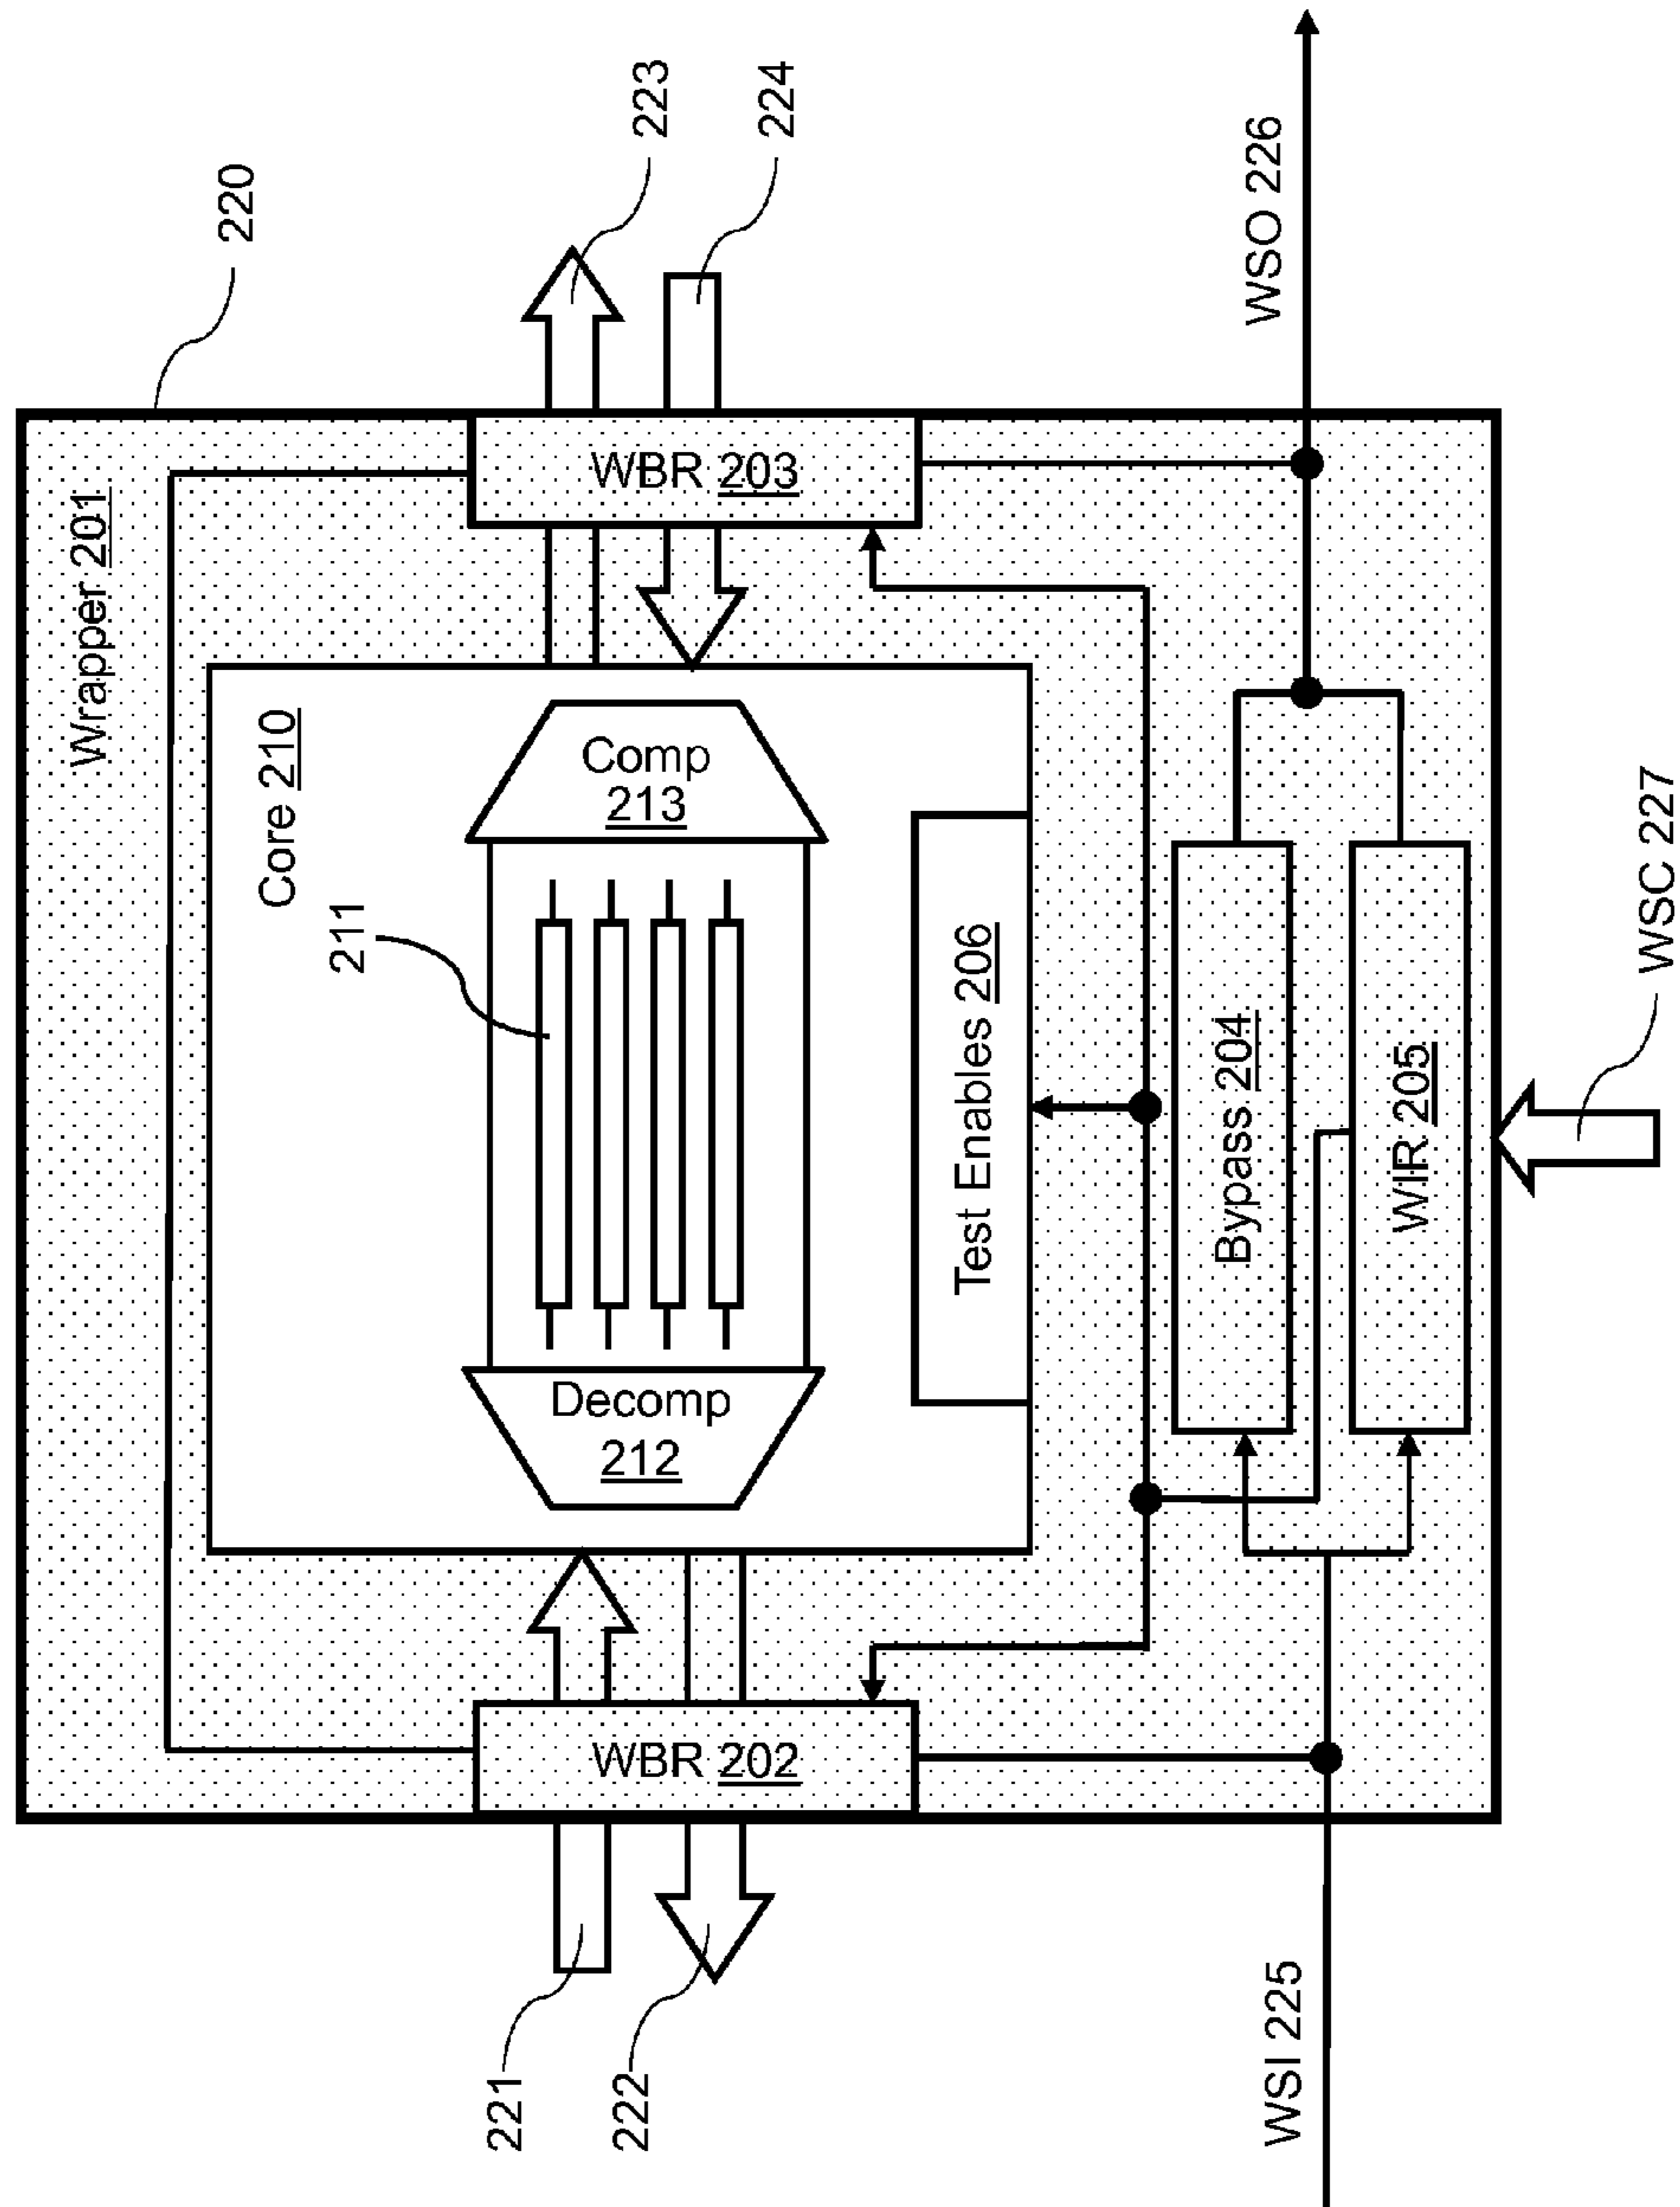 220
Wrapper 201
Core 210
211
221
222
223
224
WBR 202
WBR 203
Decomp
212
Comp
213
Test Enables 206
Bypass 204
WIR 205
WSI 225
WSO 226
WSC 227